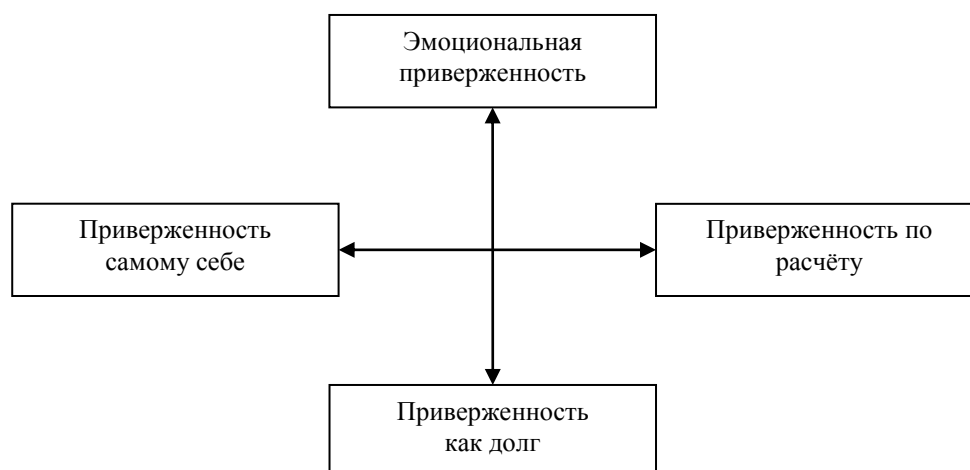 Эмоциональная
приверженность
Приверженность
самому себе
Приверженность по
расчёту
Приверженность
как долг